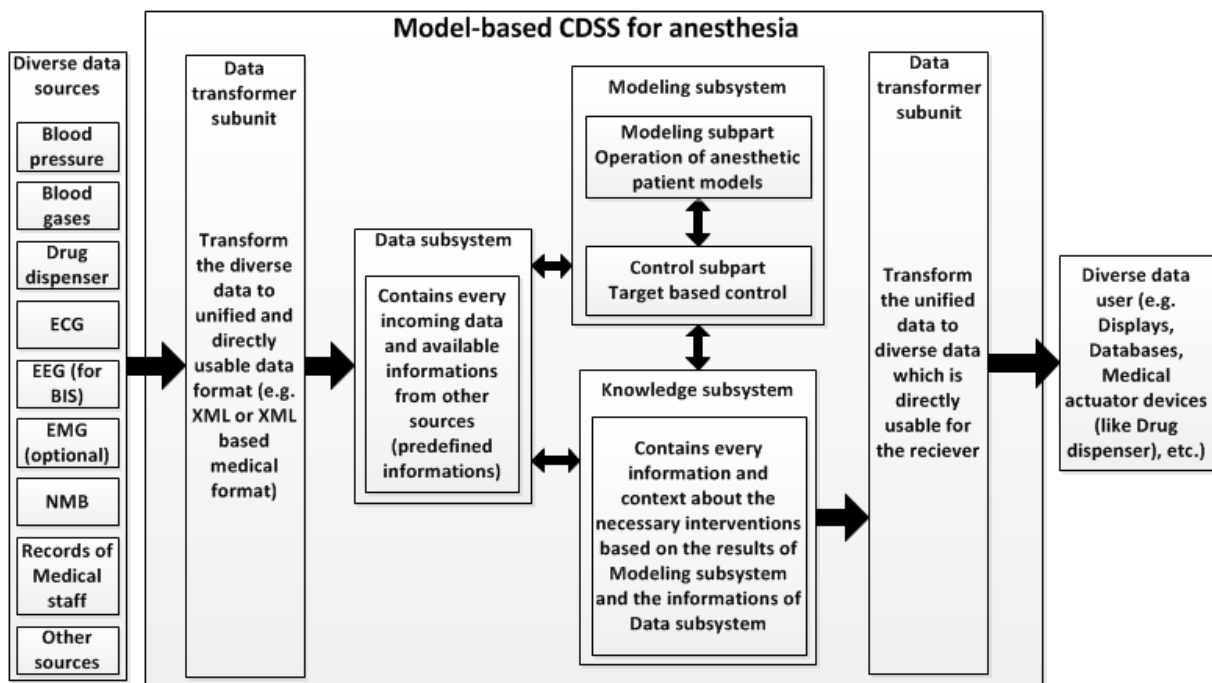 Model-based CDSS for anesthesia
Diverse data
sources
Blood
pressure
Blood
gases
Drug
dispenser
ECG
EEG (for
BIS)
EMG
(optional)
NMB
Records of
Medical
staff
Other
sources
Data
transformer
subunit
Transform
the diverse
data to
unified and
directly
usable data
format (e.g.
XML or XML
based
medical
format)
Data subsystem
Contains every
incoming data
and available
informations
from other
sources
(predefined
informations)
Modeling subsystem
Modeling subpart
Operation of anesthetic
patient models
Control subpart
Target based control
Knowledge subsystem
Contains every
information and
context about the
necessary interventions
based on the results of
Modeling subsystem
and the informations of
Data subsystem
Data
transformer
subunit
Transform
the unified
data to
diverse data
which is
directly
usable for
the reciever
Diverse data
user (e.g.
Displays,
Databases,
Medical
actuator devices
(like Drug
dispenser), etc.)